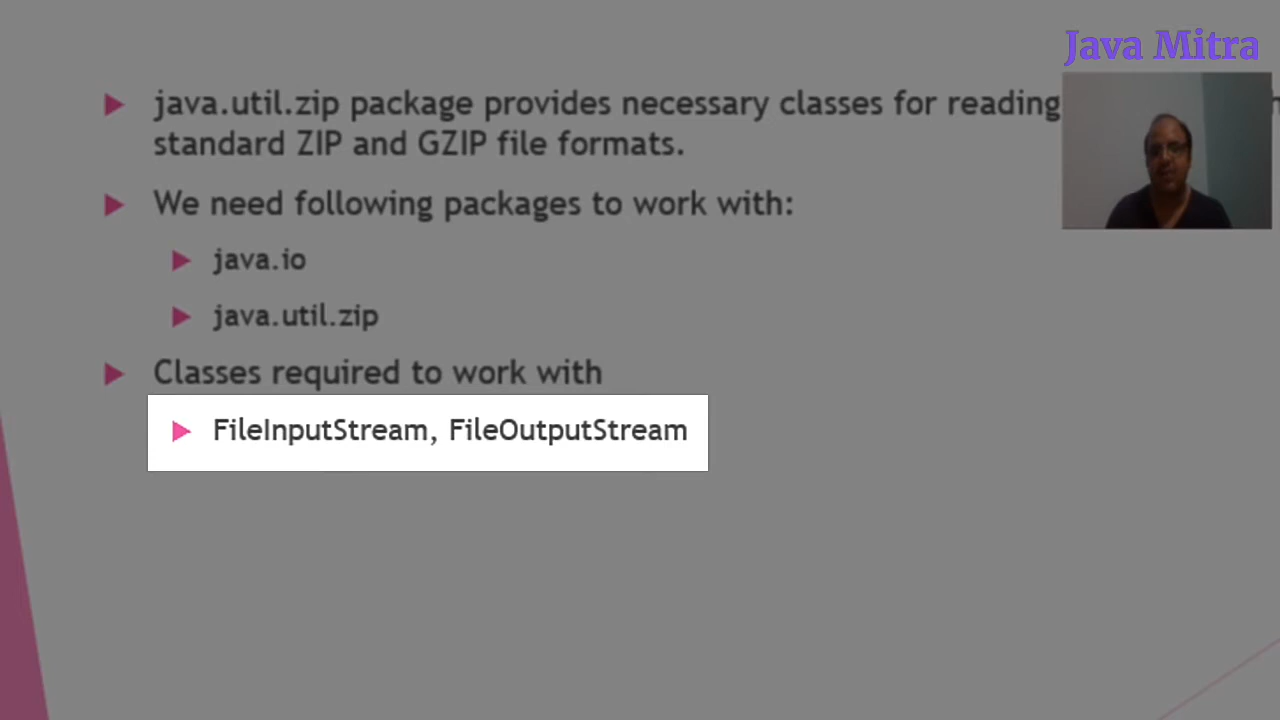 Java Mitra
java.util.zip package provides necessary classes for reading
standard ZIP and GZIP file formats.
We need following packages to work with:
java.io
java.util.zip
Classes required to work with
FileInputStream, FileOutputStream